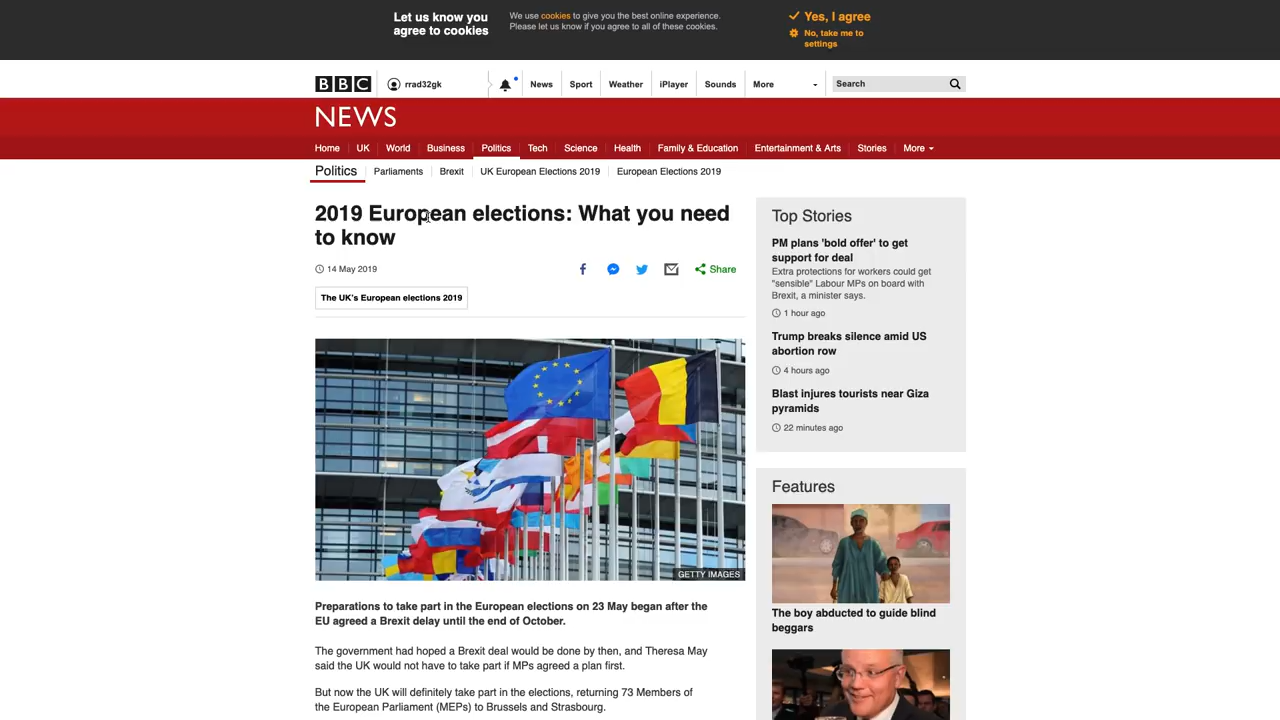 Let us know you
agree to cookies
We use cookies to give you the best online experience.
Please let us know if you agree to all of these cookies.
Yes, I agree
No, take me to
settings
BBC
rrad32gk
News
Sport
Weather
iPlayer
Sounds
More
Search
NEWS
Home
UK
World
Business
Politics
Tech
Science
Health
Family & Education
Entertainment & Arts
Stories
More
Politics
Parliaments
Brexit
UK European Elections 2019
European Elections 2019
2019 European elections: What you need
to know
14 May 2019
Share
The UK's European elections 2019
GETTY IMAGES
Preparations to take part in the European elections on 23 May began after the
EU agreed a Brexit delay until the end of October.
The government had hoped a Brexit deal would be done by then, and Theresa May
said the UK would not have to take part if MPs agreed a plan first.
But now the UK will definitely take part in the elections, returning 73 Members of
the European Parliament (MEPs) to Brussels and Strasbourg.
Top Stories
PM plans 'bold offer' to get
support for deal
Extra protections for workers could get
"sensible" Labour MPs on board with
Brexit, a minister says.
1 hour ago
Trump breaks silence amid US
abortion row
4 hours ago
Blast injures tourists near Giza
pyramids
22 minutes ago
Features
The boy abducted to guide blind
beggars